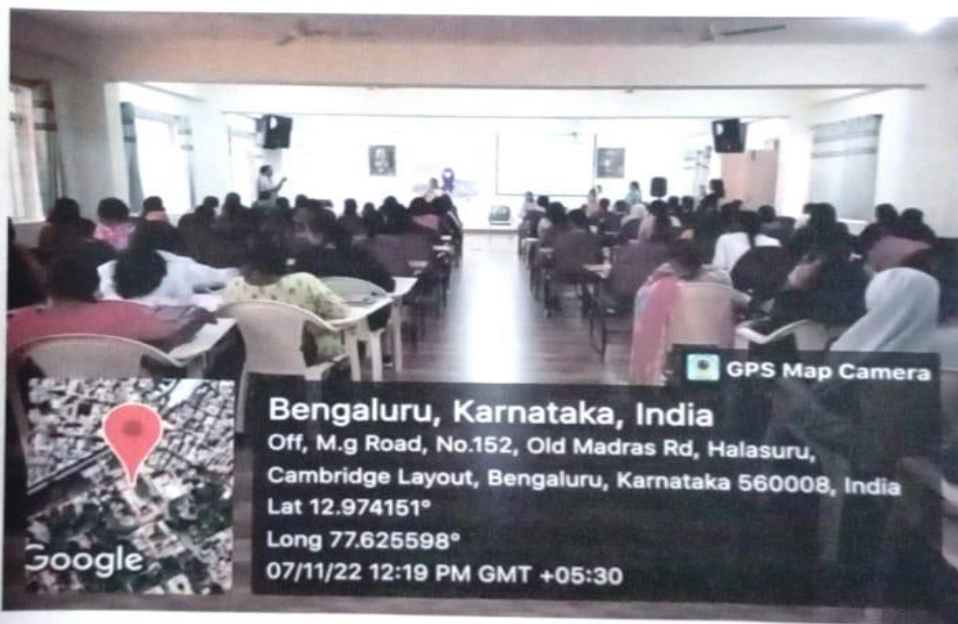 GPS Map Camera
Bengaluru, Karnataka, India
Off, M.g Road, No.152, Old Madras Rd, Halasuru,
Cambridge Layout, Bengaluru, Karnataka 560008, India
Lat 12.974151°
Long 77.625598°
07/11/22 12:19 PM GMT +05:30
Google